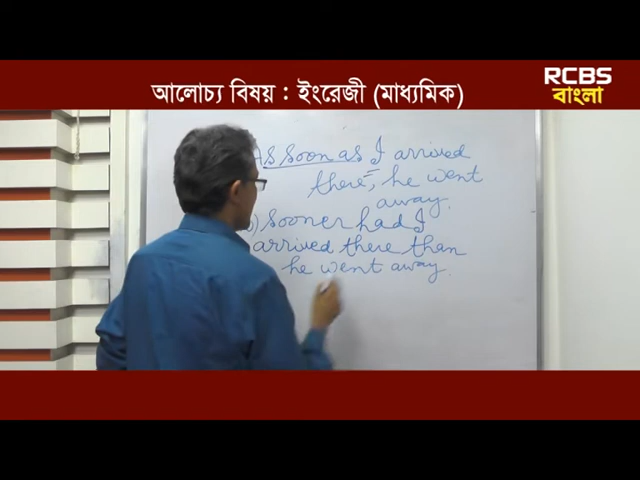 আলোচ্য বিষয় : ইংরেজী (মাধ্যমিক)
RCBS
বাংলা
As soon as I arrived
there, he went
away.
) Sooner had I
arrived there than
he went away.